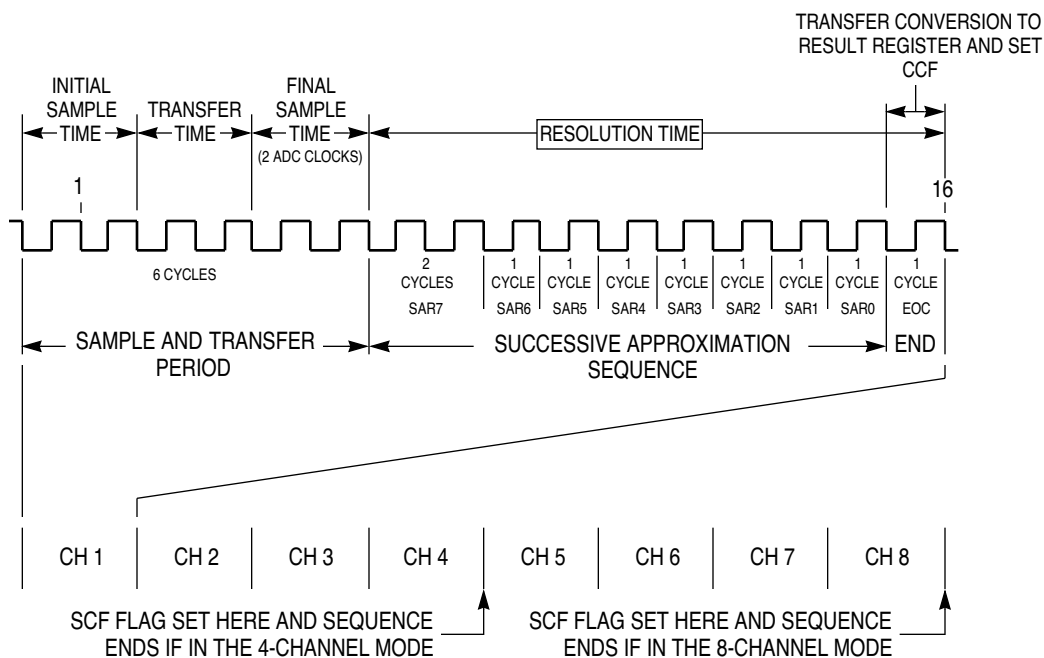 TRANSFER CONVERSION TO
RESULT REGISTER AND SET
CCF
INITIAL
SAMPLE
TIME
TRANSFER
TIME
FINAL
SAMPLE
TIME
(2 ADC CLOCKS)
RESOLUTION TIME
1
16
6 CYCLES
2
CYCLES
SAR7
1
CYCLE
SAR6
1
CYCLE
SAR5
1
CYCLE
SAR4
1
CYCLE
SAR3
1
CYCLE
SAR2
1
CYCLE
SAR1
1
CYCLE
SAR0
1
CYCLE
EOC
SAMPLE AND TRANSFER
PERIOD
SUCCESSIVE APPROXIMATION
SEQUENCE
END
CH 1
CH 2
CH 3
CH 4
CH 5
CH 6
CH 7
CH 8
SCF FLAG SET HERE AND SEQUENCE
ENDS IF IN THE 4-CHANNEL MODE
SCF FLAG SET HERE AND SEQUENCE
ENDS IF IN THE 8-CHANNEL MODE